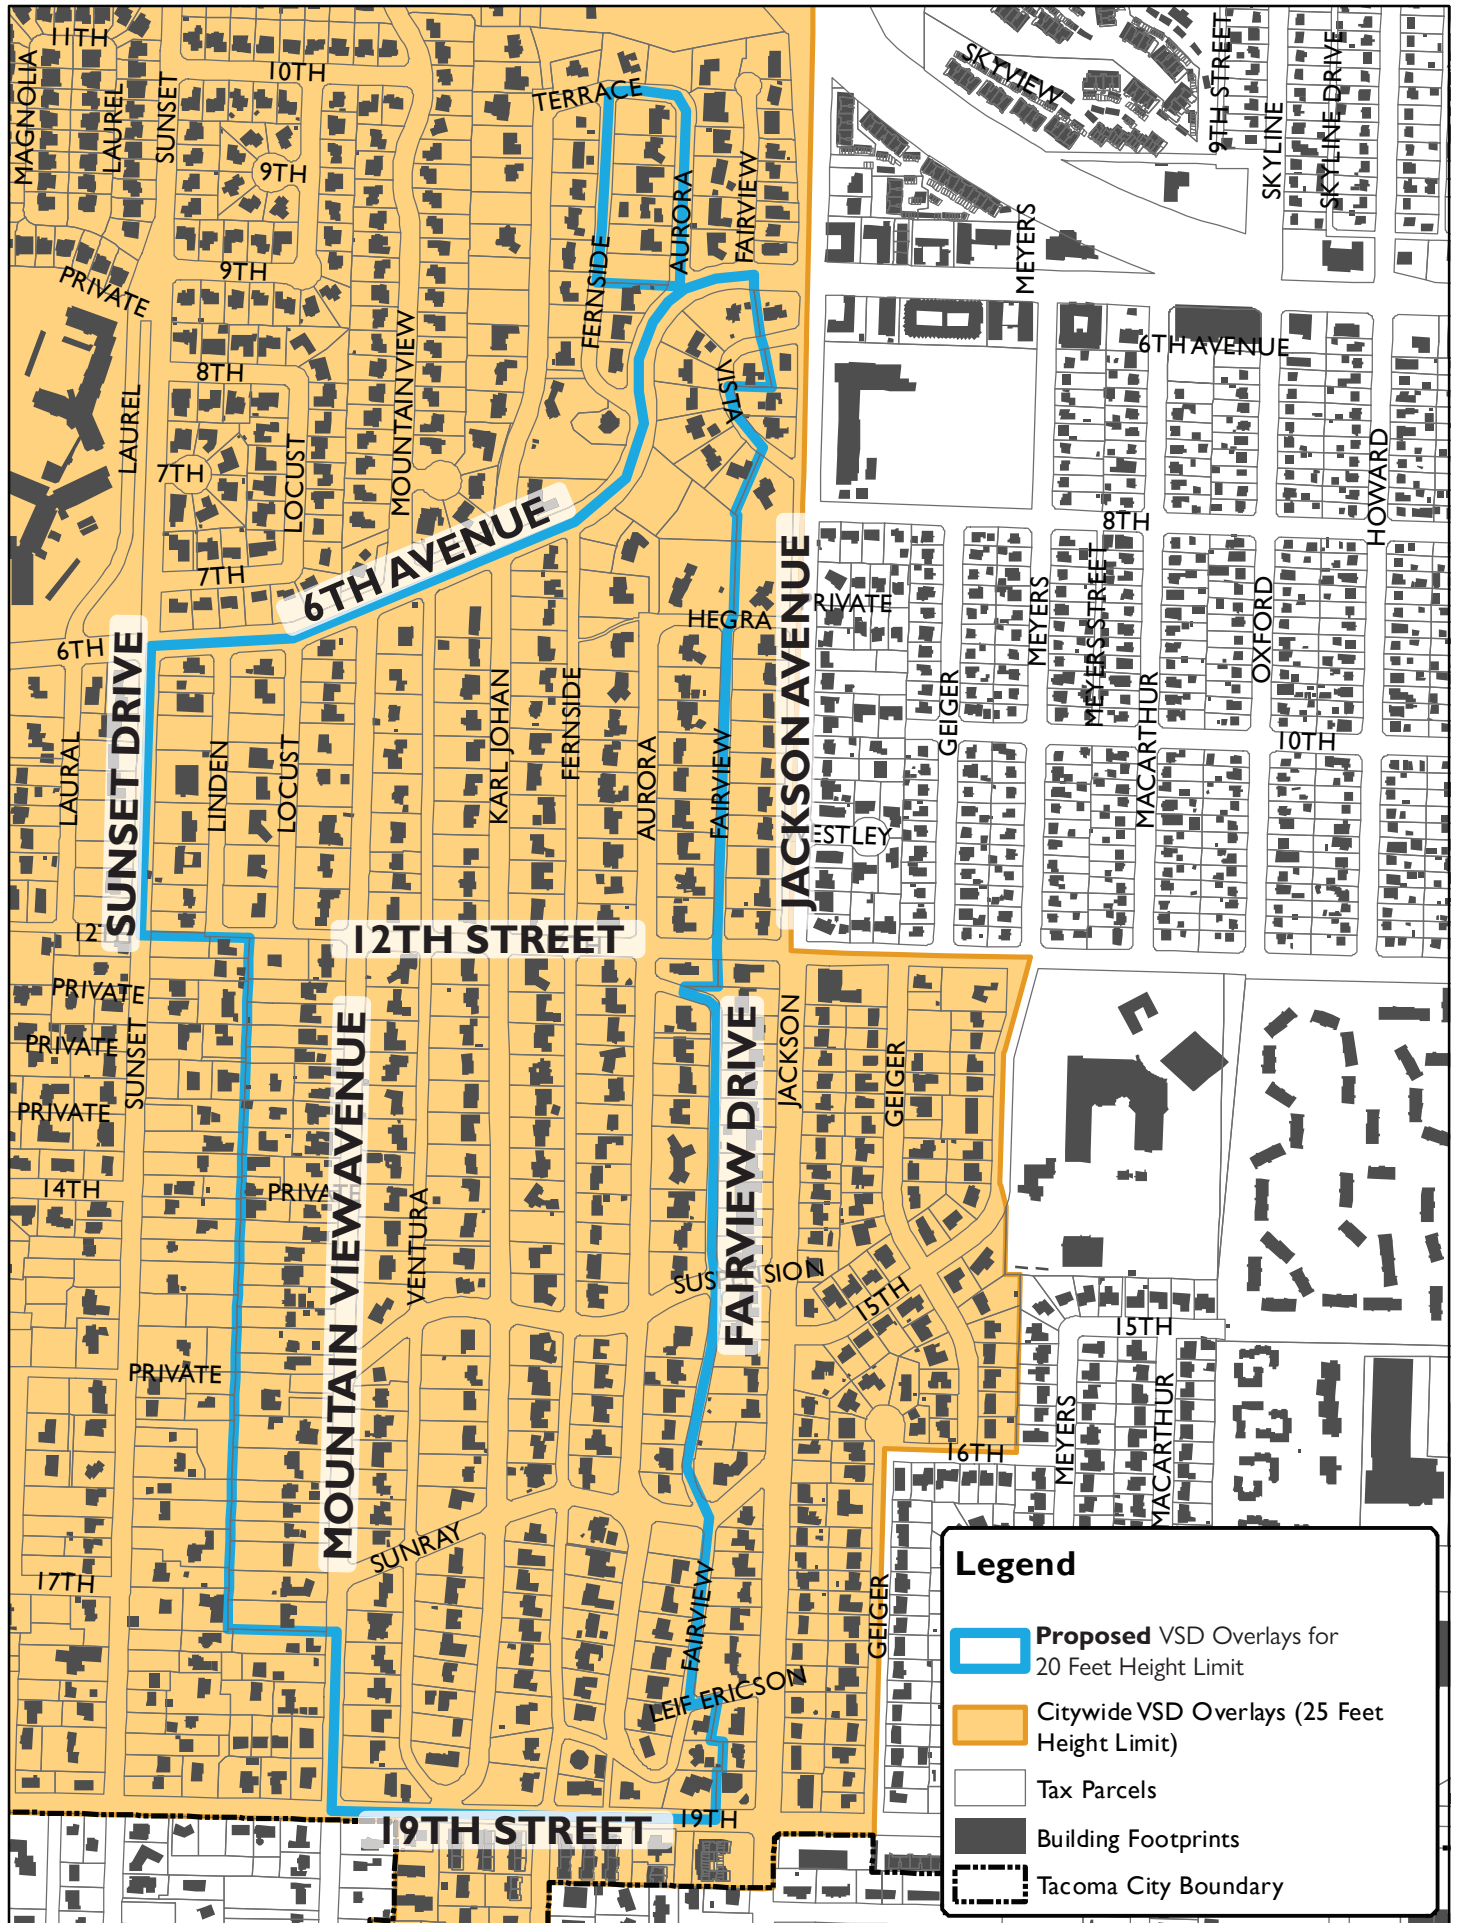 11TH
MAGNOLIA
LAUREL
SUNSET
10TH
9TH
9TH
PRIVATE
8TH
LAUREL
7TH
LOCUST
7TH
MOUNTAIN VIEW
TERRACE
FERNSIDE
AURORA
FAIRVIEW
VISTA
SKYVIEW
9TH STREET
SKYLINE
SKYLINE DRIVE
MEYERS
6TH AVENUE
HOWARD
8TH
6TH AVENUE
6TH
SUNSET DRIVE
LAURAL
LINDEN
LOCUST
KARL JOHAN
FERNSIDE
AURORA
HEGRA
FAIRVIEW
JACKSON AVENUE
RIVATE
MEYERS
MEYERS STREET
OXFORD
GEIGER
MACARTHUR
10TH
ESTLEY
12
12TH STREET
PRIVATE
PRIVATE
SUNSET
PRIVATE
14TH
PRIVATE
MOUNTAIN VIEW AVENUE
VENTURA
FAIRVIEW DRIVE
JACKSON
GEIGER
SUSPENSION
15TH
15TH
PRIVATE
MEYERS
MACARTHUR
16TH
SUNRAY
17TH
FAIRVIEW
GEIGER
LEIF ERICSON
19TH
19TH STREET
Legend
Proposed VSD Overlays for
20 Feet Height Limit
Citywide VSD Overlays (25 Feet
Height Limit)
Tax Parcels
Building Footprints
Tacoma City Boundary